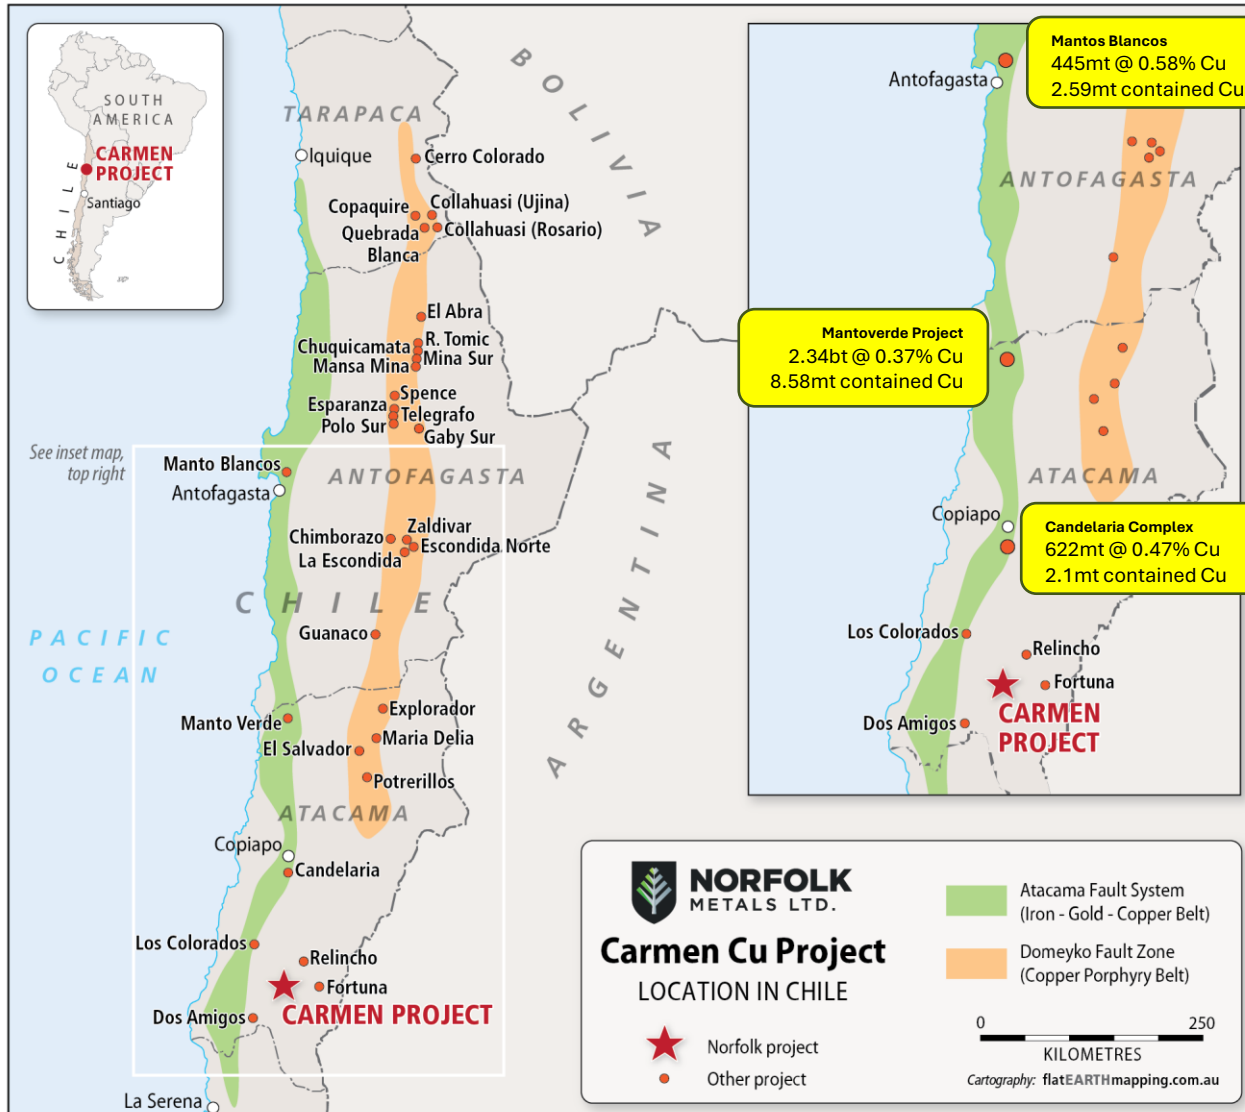 SOUTH
AMERICA
CARMEN
PROJECT
Santiago
CHILE
BOLIVIA
TARAPACA
Iquique
Cerro Colorado
Copaquire
Collahuasi (Ujina)
Quebrada
Blanca
Collahuasi (Rosario)
El Abra
Chuquicamata
R. Tomic
Mansa Mina
Mina Sur
Spence
Esparanza
Telegrafo
Polo Sur
Gaby Sur
See inset map,
top right
Manto Blancos
ANTOFAGASTA
Antofagasta
Chimborazo
Zaldivar
Escondida Norte
La Escondida
CHILE
ARGENTINA
PACIFIC
OCEAN
Guanaco
Explorador
Manto Verde
Maria Delia
El Salvador
Potrerillos
ATACAMA
Copiapo
Candelaria
Los Colorados
Relincho
Fortuna
CARMEN PROJECT
Dos Amigos
La Serena
Mantos Blancos
445mt @ 0.58% Cu
2.59mt contained Cu
Antofagasta
ANTOFAGASTA
Mantoverde Project
2.34bt @ 0.37% Cu
8.58mt contained Cu
ATACAMA
Copiapo
Candelaria Complex
622mt @ 0.47% Cu
2.1mt contained Cu
Los Colorados
Relincho
Fortuna
CARMEN
PROJECT
Dos Amigos
NORFOLK
METALS LTD.
Carmen Cu Project
LOCATION IN CHILE
Norfolk project
Other project
Atacama Fault System
(Iron - Gold - Copper Belt)
Domeyko Fault Zone
(Copper Porphyry Belt)
0 250
KILOMETRES
Cartography: flatEARTHmapping.com.au